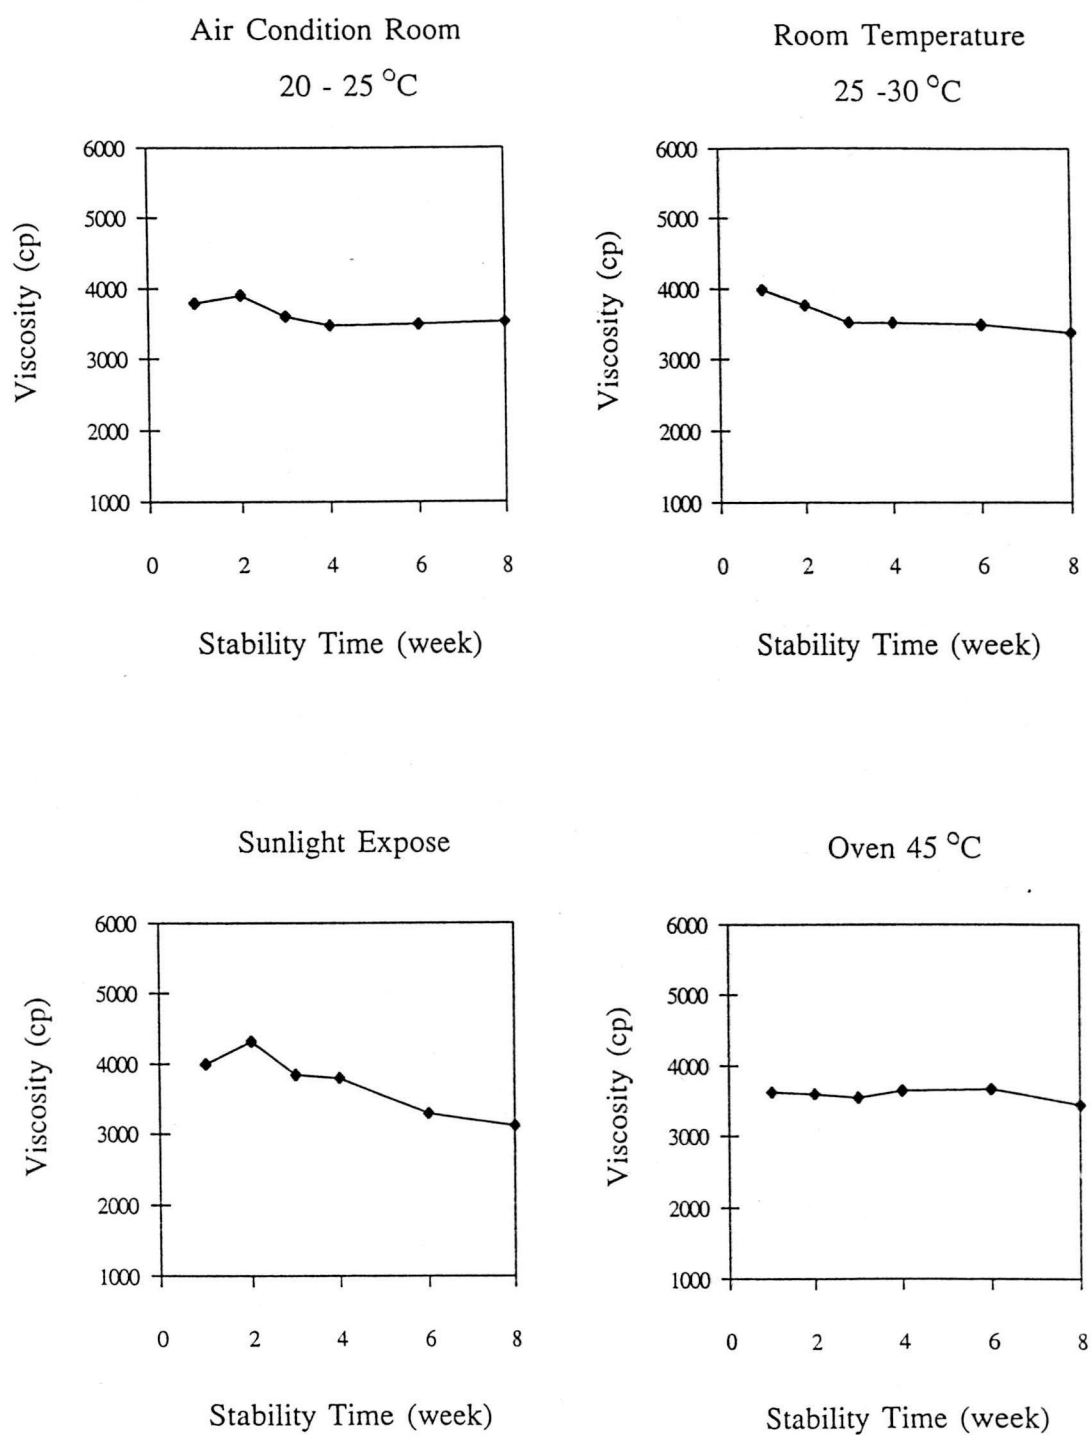 Air Condition Room
20 - 25 °C
6000
5000
4000
3000
2000
1000
Viscosity (cp)
0 2 4 6 8
Stability Time (week)
Room Temperature
25 -30 °C
6000
5000
4000
3000
2000
1000
Viscosity (cp)
0 2 4 6 8
Stability Time (week)
Sunlight Expose
6000
5000
4000
3000
2000
1000
Viscosity (cp)
0 2 4 6 8
Stability Time (week)
Oven 45 °C
6000
5000
4000
3000
2000
1000
Viscosity (cp)
0 2 4 6 8
Stability Time (week)